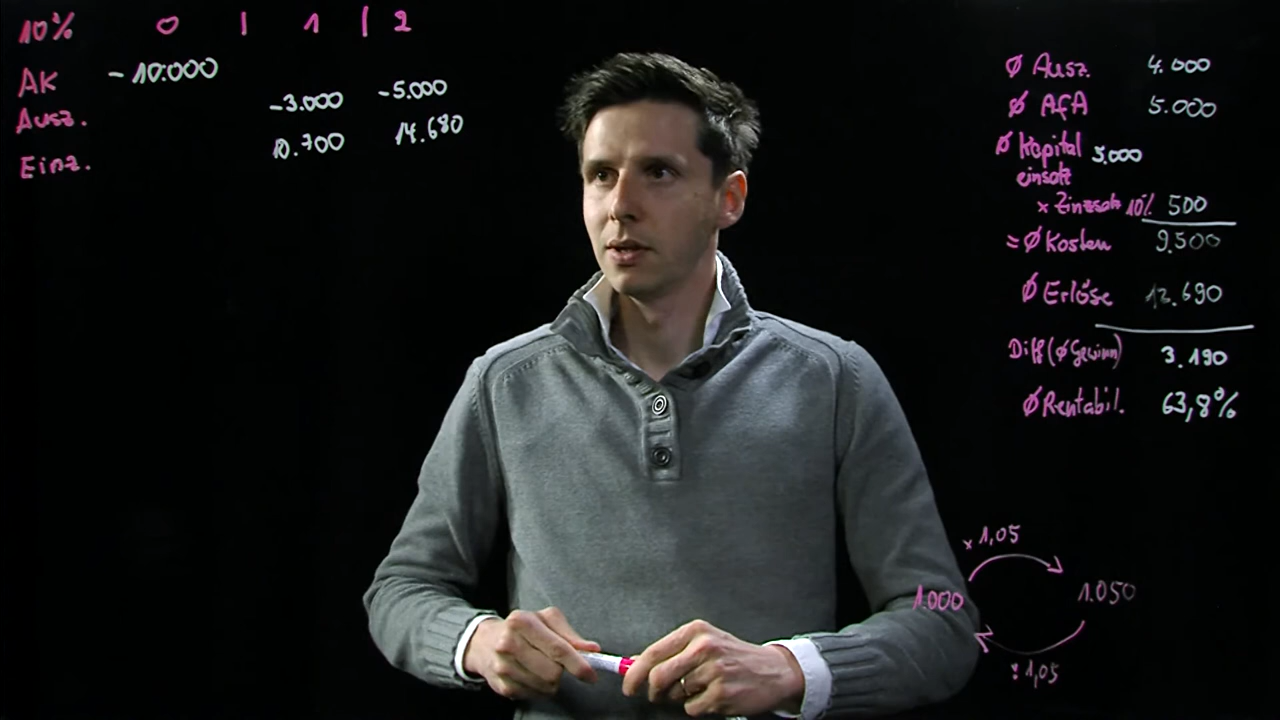 10% 0 | 1 | 2
AK -10.000
Ausz. -3.000 -5.000
Einz. 10.700 14.680
Ø Ausz. 4.000
Ø AfA 5.000
Ø Kapital 5.000
einsatz
x Zinssatz 10% 500
= Ø Kosten 9.500
Ø Erlöse 12.690
Diff (Ø Gewinn) 3.190
Ø Rentabil. 63,8%
x 1,05
1.000 1.050
: 1,05